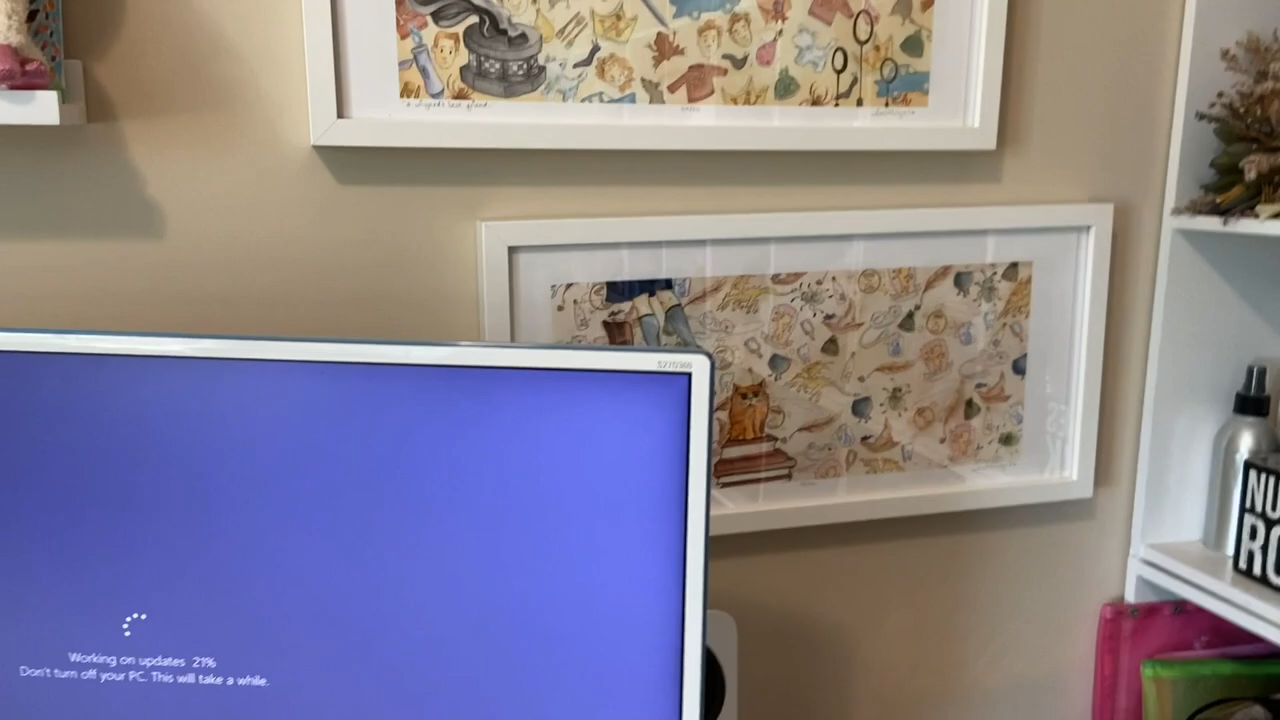 Working on updates 21%
Don't turn off your PC. This will take a while.
NU
RO